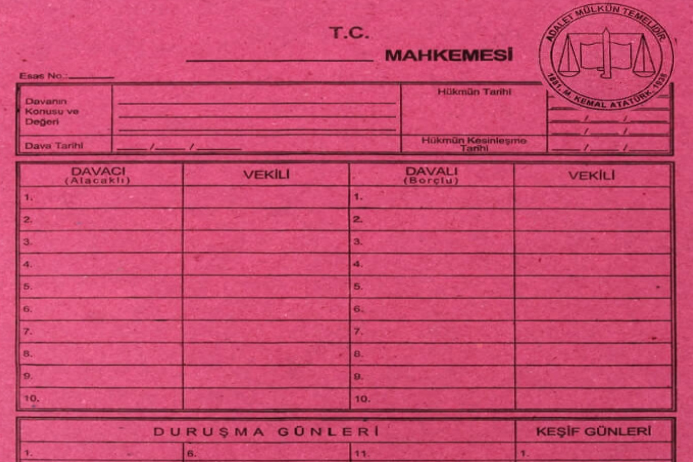 T.C.
MAHKEMESİ
ADALET MÜLKÜN TEMELİDİR.
1881. M. KEMAL ATATÜRK. 1938
Esas No.:
Davanın
Konusu ve
Değeri
Hükmün Tarihi
Dava Tarihi / /
Hükmün Kesinleşme
Tarihi
/ /
/ /
/ /
DAVACI
(Alacaklı)
VEKİLİ
DAVALI
(Borçlu)
VEKİLİ
1. 1.
2. 2.
3. 3.
4. 4.
5. 5.
6. 6.
7. 7.
8. 8.
9. 9.
10. 10.
DURUŞMA GÜNLERİ KEŞİF GÜNLERİ
1. 6. 11. 1.